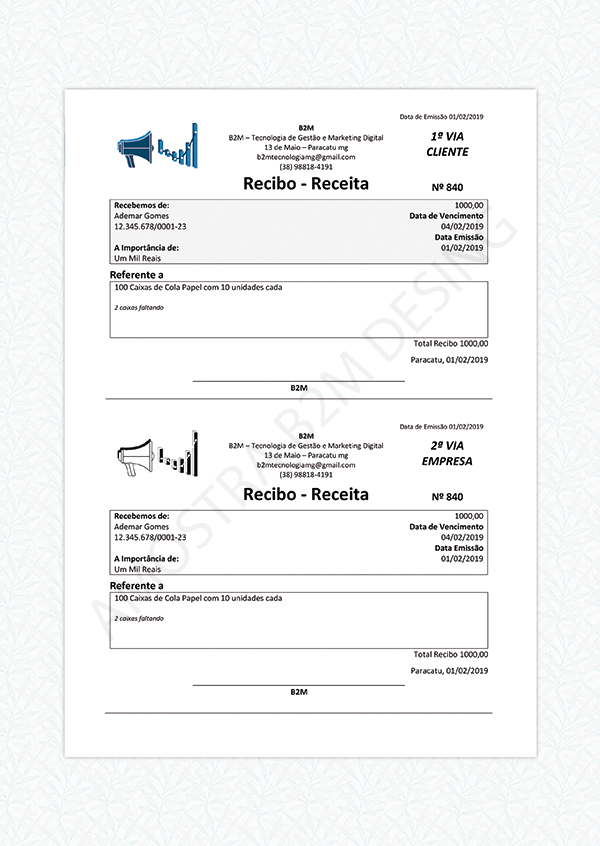 Data de Emissão 01/02/2019
B2M
B2M – Tecnologia de Gestão e Marketing Digital
13 de Maio – Paracatu mg
b2mtecnologiamg@gmail.com
(38) 98818-4191
1ª VIA
CLIENTE
Recibo - Receita
Nº 840
Recebemos de: 1000,00
Ademar Gomes Data de Vencimento
12.345.678/0001-23 04/02/2019
Data Emissão
A Importância de: 01/02/2019
Um Mil Reais
Referente a
100 Caixas de Cola Papel com 10 unidades cada
2 caixas faltando
Total Recibo 1000,00
Paracatu, 01/02/2019
B2M
Data de Emissão 01/02/2019
B2M
B2M – Tecnologia de Gestão e Marketing Digital
13 de Maio – Paracatu mg
b2mtecnologiamg@gmail.com
(38) 98818-4191
2ª VIA
EMPRESA
Recibo - Receita
Nº 840
Recebemos de: 1000,00
Ademar Gomes Data de Vencimento
12.345.678/0001-23 04/02/2019
Data Emissão
A Importância de: 01/02/2019
Um Mil Reais
Referente a
100 Caixas de Cola Papel com 10 unidades cada
2 caixas faltando
Total Recibo 1000,00
Paracatu, 01/02/2019
B2M
AMOSTRA B2M DESING